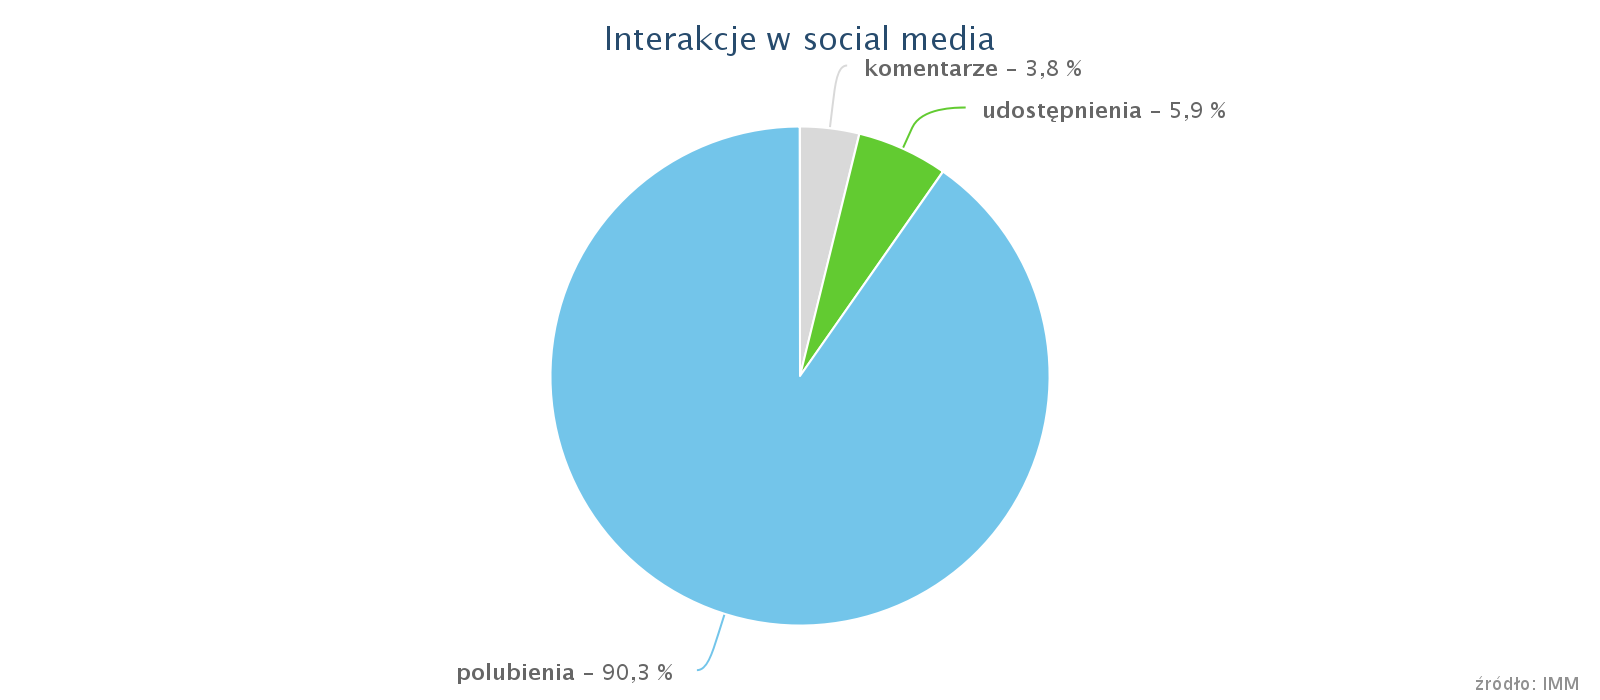 Interakcje w social media
komentarze – 3,8 %
udostępnienia – 5,9 %
polubienia – 90,3 %
źródło: IMM